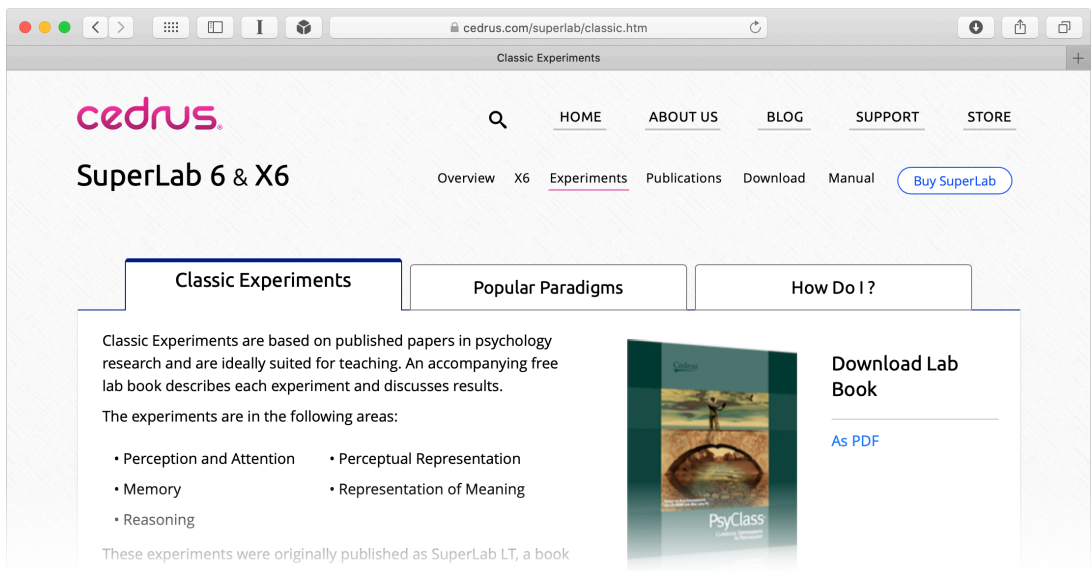 cedrus.com/superlab/classic.htm
Classic Experiments
cedrus
HOME ABOUT US BLOG SUPPORT STORE
SuperLab 6 & X6
Overview X6 Experiments Publications Download Manual Buy SuperLab
Classic Experiments Popular Paradigms How Do I ?
Classic Experiments are based on published papers in psychology
research and are ideally suited for teaching. An accompanying free
lab book describes each experiment and discusses results.
The experiments are in the following areas:
• Perception and Attention • Perceptual Representation
• Memory • Representation of Meaning
• Reasoning
These experiments were originally published as SuperLab LT, a book
Cedrus
PsyClass
Download Lab
Book
As PDF